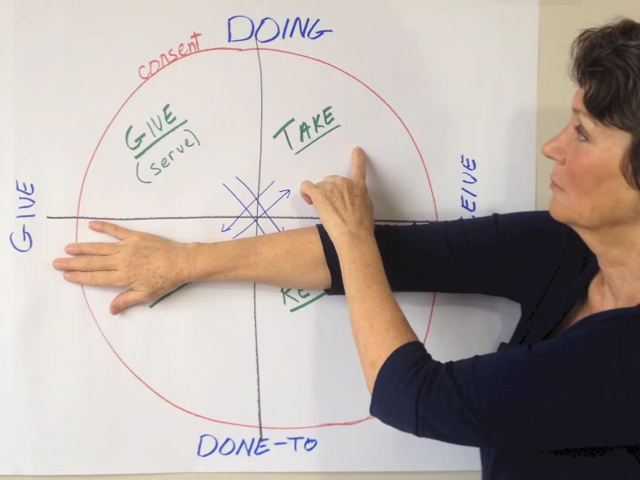 DOING
consent
GIVE
(serve)
TAKE
GIVE
DONE-TO